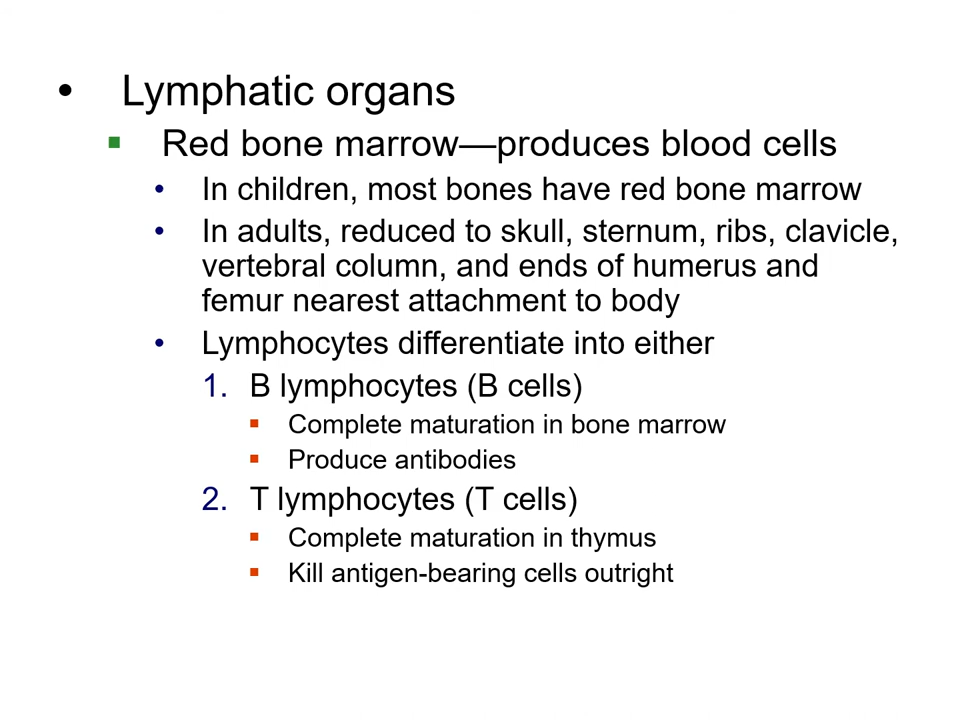 • Lymphatic organs
▪ Red bone marrow—produces blood cells
• In children, most bones have red bone marrow
• In adults, reduced to skull, sternum, ribs, clavicle,
vertebral column, and ends of humerus and
femur nearest attachment to body
• Lymphocytes differentiate into either
1. B lymphocytes (B cells)
▪ Complete maturation in bone marrow
▪ Produce antibodies
2. T lymphocytes (T cells)
▪ Complete maturation in thymus
▪ Kill antigen-bearing cells outright